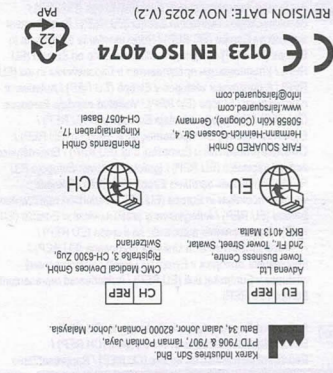 Karex Industries Sdn. Bhd.
PTD 7906 & 7907, Taman Pontian Jaya,
Batu 34, Jalan Johor, 82000 Pontian, Johor, Malaysia.
EU REP
Advena Ltd.
Tower Business Centre,
2nd Flr., Tower Street, Swatar,
BKR 4013 Malta
CH REP
CMC Medical Devices GmbH,
Rigistraße 3, CH-6300 Zug,
Switzerland
EU
FAIR SQUARED GmbH
Hermann-Heinrich-Gossen Str. 4,
50858 Köln (Cologne), Germany
www.fairsquared.com
info@fairsquared.com
CH
Rheinbrands GmbH
Klingentalgraben 17,
CH-4057 Basel
CE 0123 EN ISO 4074
22
PAP
REVISION DATE: NOV 2025 (V.2)